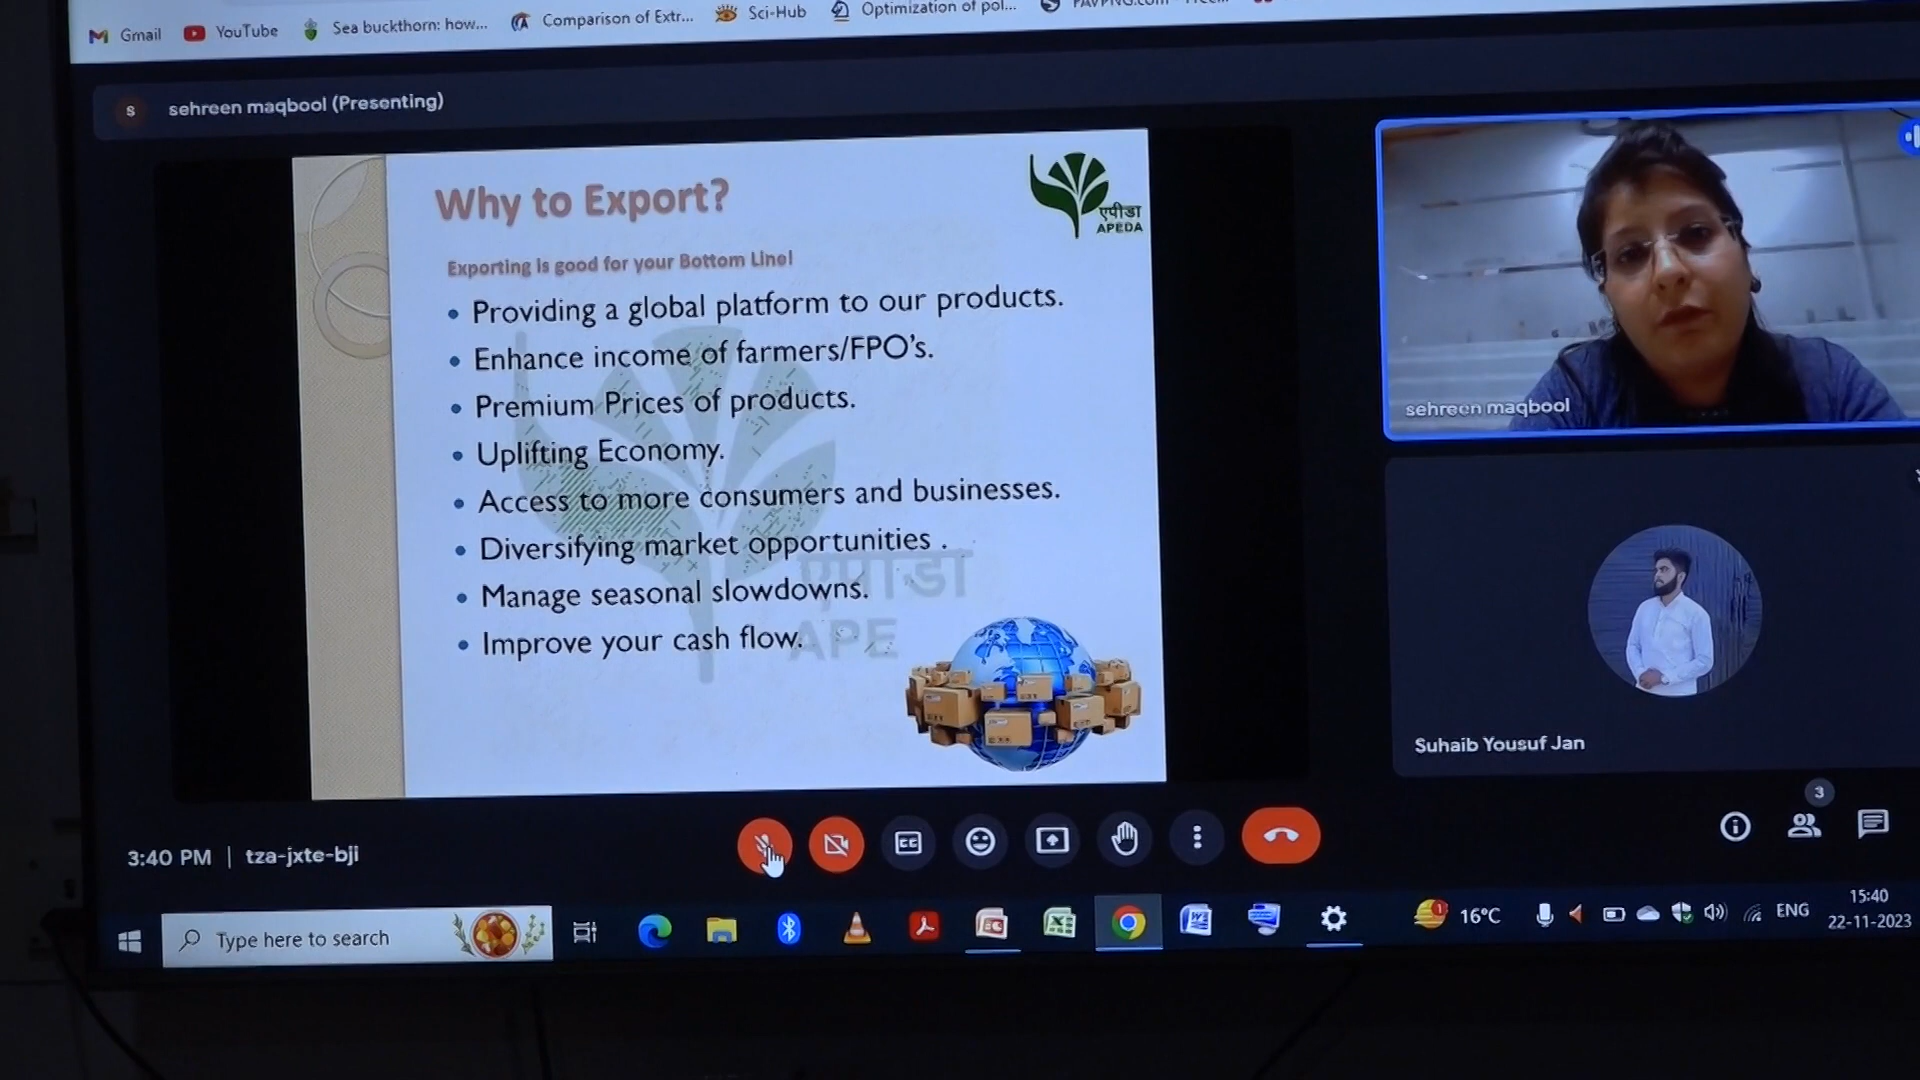 Gmail
YouTube
Sea buckthorn: how...
Comparison of Extr...
Sci-Hub
Optimization of pol...
S
sehreen maqbool (Presenting)
Why to Export?
एपीडा
APEDA
Exporting is good for your Bottom Line!
• Providing a global platform to our products.
• Enhance income of farmers/FPO's.
• Premium Prices of products.
• Uplifting Economy.
• Access to more consumers and businesses.
• Diversifying market opportunities .
• Manage seasonal slowdowns.
• Improve your cash flow.
एपीडा
APE
sehreen maqbool
Suhaib Yousuf Jan
3
3:40 PM | tza-jxte-bji
CC
Type here to search
1
16°C
ENG
15:40
22-11-2023